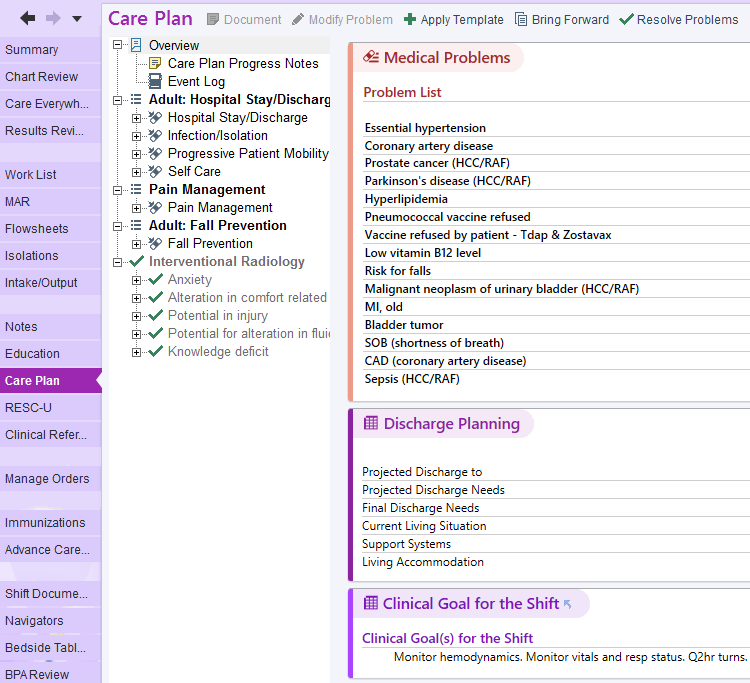 Care Plan
Document
Modify Problem
Apply Template
Bring Forward
Resolve Problems
Summary
Chart Review
Care Everywh...
Results Revi...
Work List
MAR
Flowsheets
Isolations
Intake/Output
Notes
Education
Care Plan
RESC-U
Clinical Refer...
Manage Orders
Immunizations
Advance Care...
Shift Docume...
Navigators
Bedside Tabl...
BPA Review
Overview
Care Plan Progress Notes
Event Log
Adult: Hospital Stay/Discharg
Hospital Stay/Discharge
Infection/Isolation
Progressive Patient Mobility
Self Care
Pain Management
Pain Management
Adult: Fall Prevention
Fall Prevention
Interventional Radiology
Anxiety
Alteration in comfort related
Potential in injury
Potential for alteration in flui
Knowledge deficit
Medical Problems
Problem List
Essential hypertension
Coronary artery disease
Prostate cancer (HCC/RAF)
Parkinson's disease (HCC/RAF)
Hyperlipidemia
Pneumococcal vaccine refused
Vaccine refused by patient - Tdap & Zostavax
Low vitamin B12 level
Risk for falls
Malignant neoplasm of urinary bladder (HCC/RAF)
MI, old
Bladder tumor
SOB (shortness of breath)
CAD (coronary artery disease)
Sepsis (HCC/RAF)
Discharge Planning
Projected Discharge to
Projected Discharge Needs
Final Discharge Needs
Current Living Situation
Support Systems
Living Accommodation
Clinical Goal for the Shift
Clinical Goal(s) for the Shift
Monitor hemodynamics. Monitor vitals and resp status. Q2hr turns.